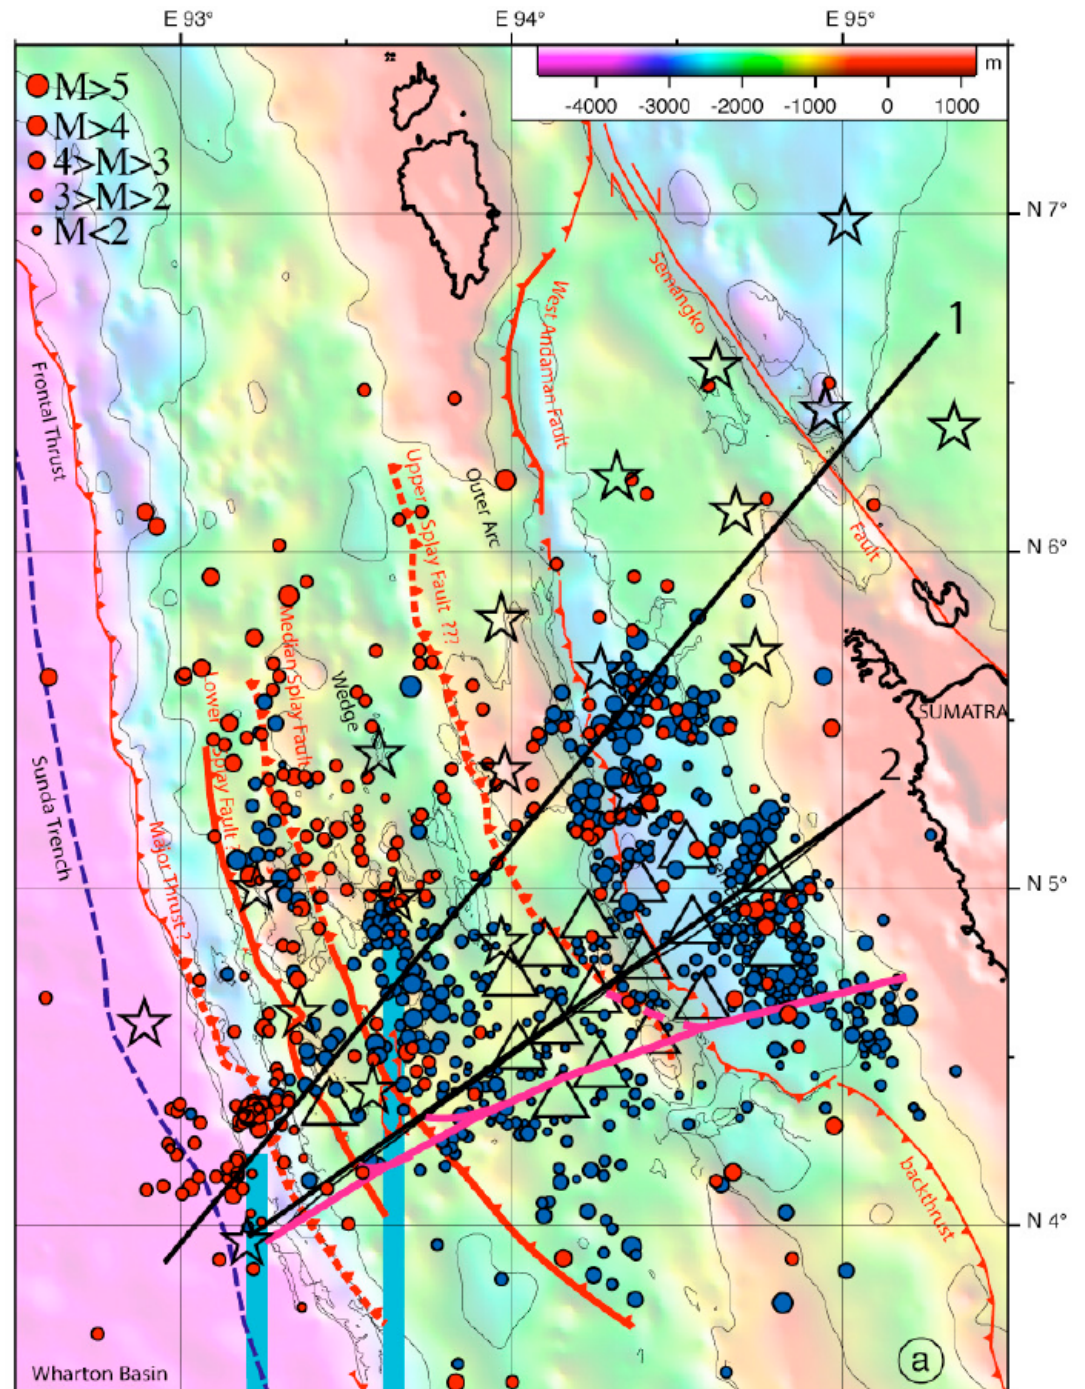 E 93°
E 94°
E 95°
m
-4000
-3000
-2000
-1000
0
1000
M>5
M>4
4>M>3
3>M>2
M<2
N 7°
Semangko
1
West Andaman Fault
Frontal Thrust
Upper Splay Fault ???
Outer Arc
Fault
N 6°
Median Splay Fault
Wedge
Lower Splay Fault ?
SUMATRA
2
Sunda Trench
Major Thrust ?
N 5°
backthrust
N 4°
Wharton Basin
a